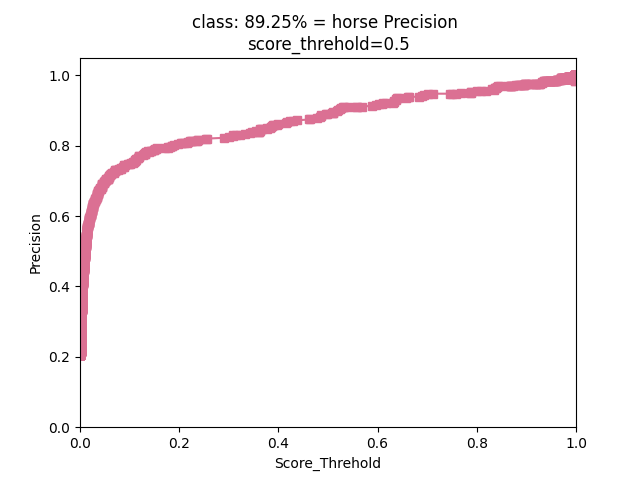 class: 89.25% = horse Precision
score_threhold=0.5
1.0
0.8
0.6
0.4
0.2
0.0
Precision
0.0 0.2 0.4 0.6 0.8 1.0
Score_Threhold